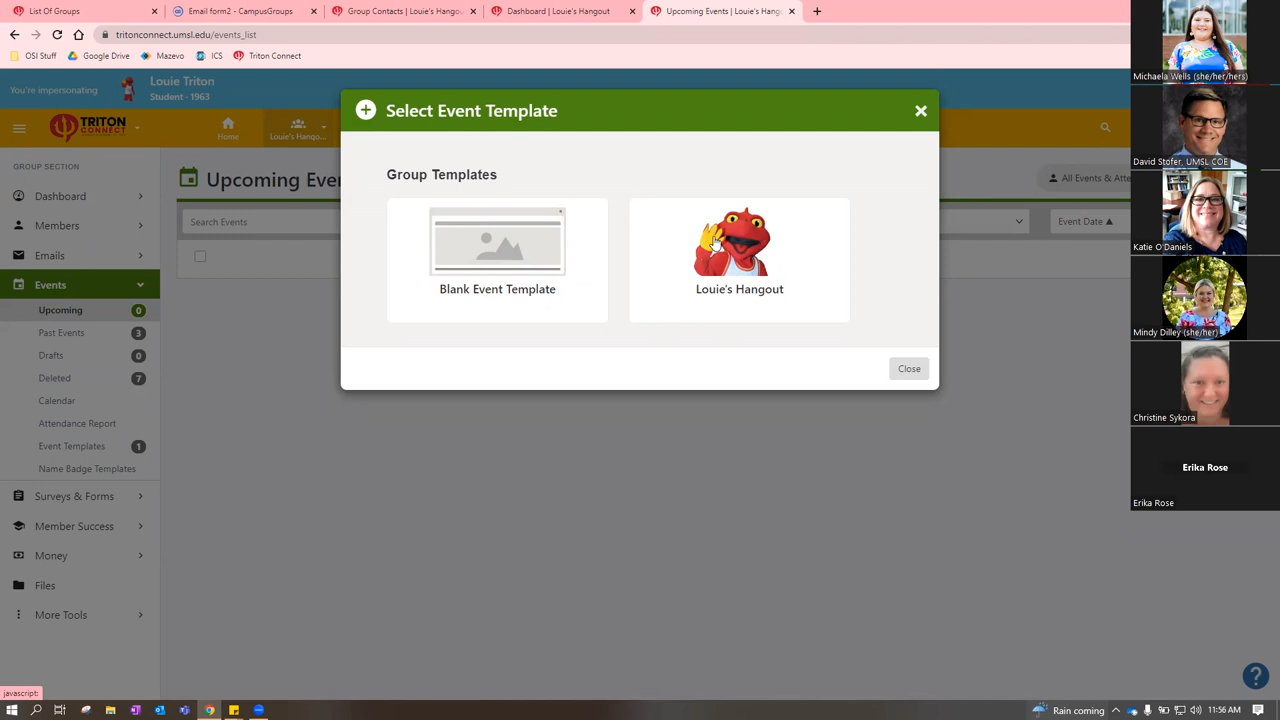 List Of Groups
Email form2 - CampusGroups
Group Contacts | Louie's Hango
Dashboard | Louie's Hangout
Upcoming Events | Louie's Hang
tritonconnect.umsl.edu/events_list
OSI Stuff
Google Drive
Mazevo
ICS
Triton Connect
You're impersonating
Louie Triton
Student - 1963
TRITON
CONNECT
Home
Louie's Hango...
GROUP SECTION
Dashboard
Members
Emails
Events
Upcoming 0
Past Events 3
Drafts 0
Deleted 7
Calendar
Attendance Report
Event Templates 1
Name Badge Templates
Surveys & Forms
Member Success
Money
Files
More Tools
javascript:
Upcoming Eve
All Events & Atte
Search Events
Event Date ▲
Select Event Template
Group Templates
Blank Event Template
Louie's Hangout
Close
Michaela Wells (she/her/hers)
David Stofer, UMSL COE
Katie O'Daniels
Mindy Dilley (she/her)
Christine Sykora
Erika Rose
Erika Rose
Rain coming
11:56 AM